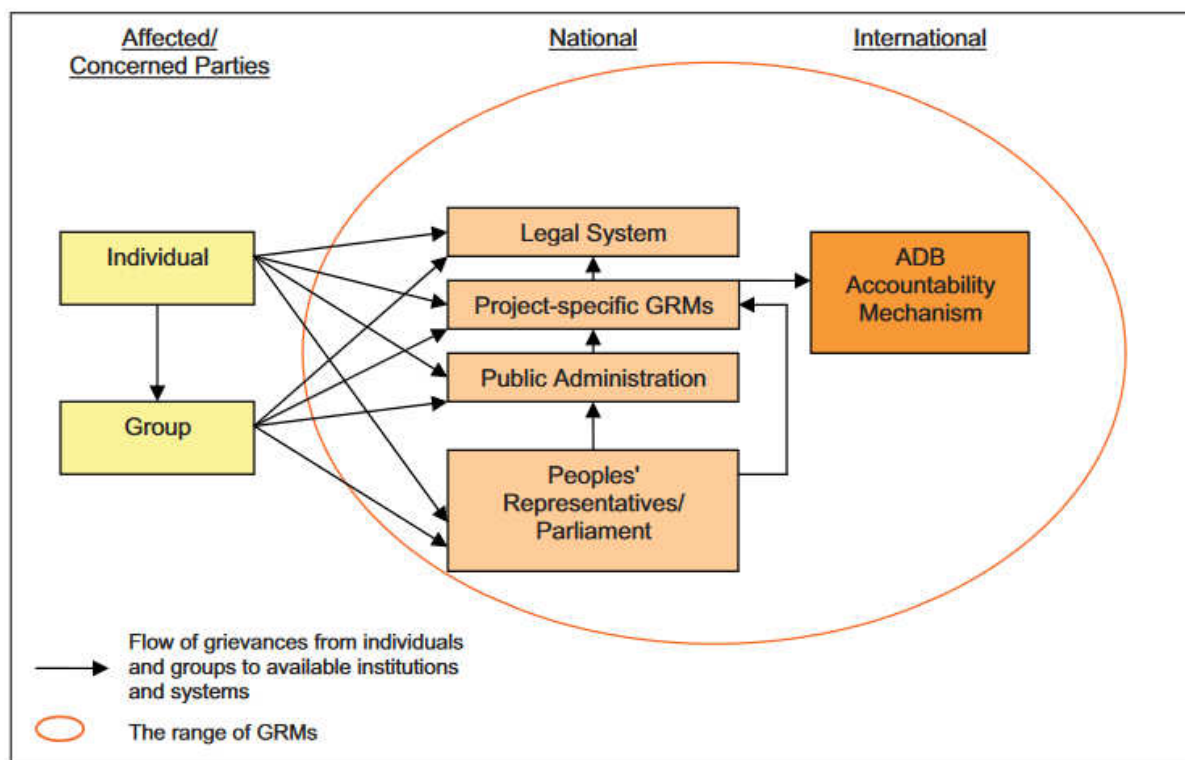 Affected/
Concerned Parties
National
International
Individual
Group
Legal System
Project-specific GRMs
Public Administration
Peoples'
Representatives/
Parliament
ADB
Accountability
Mechanism
Flow of grievances from individuals
and groups to available institutions
and systems
The range of GRMs